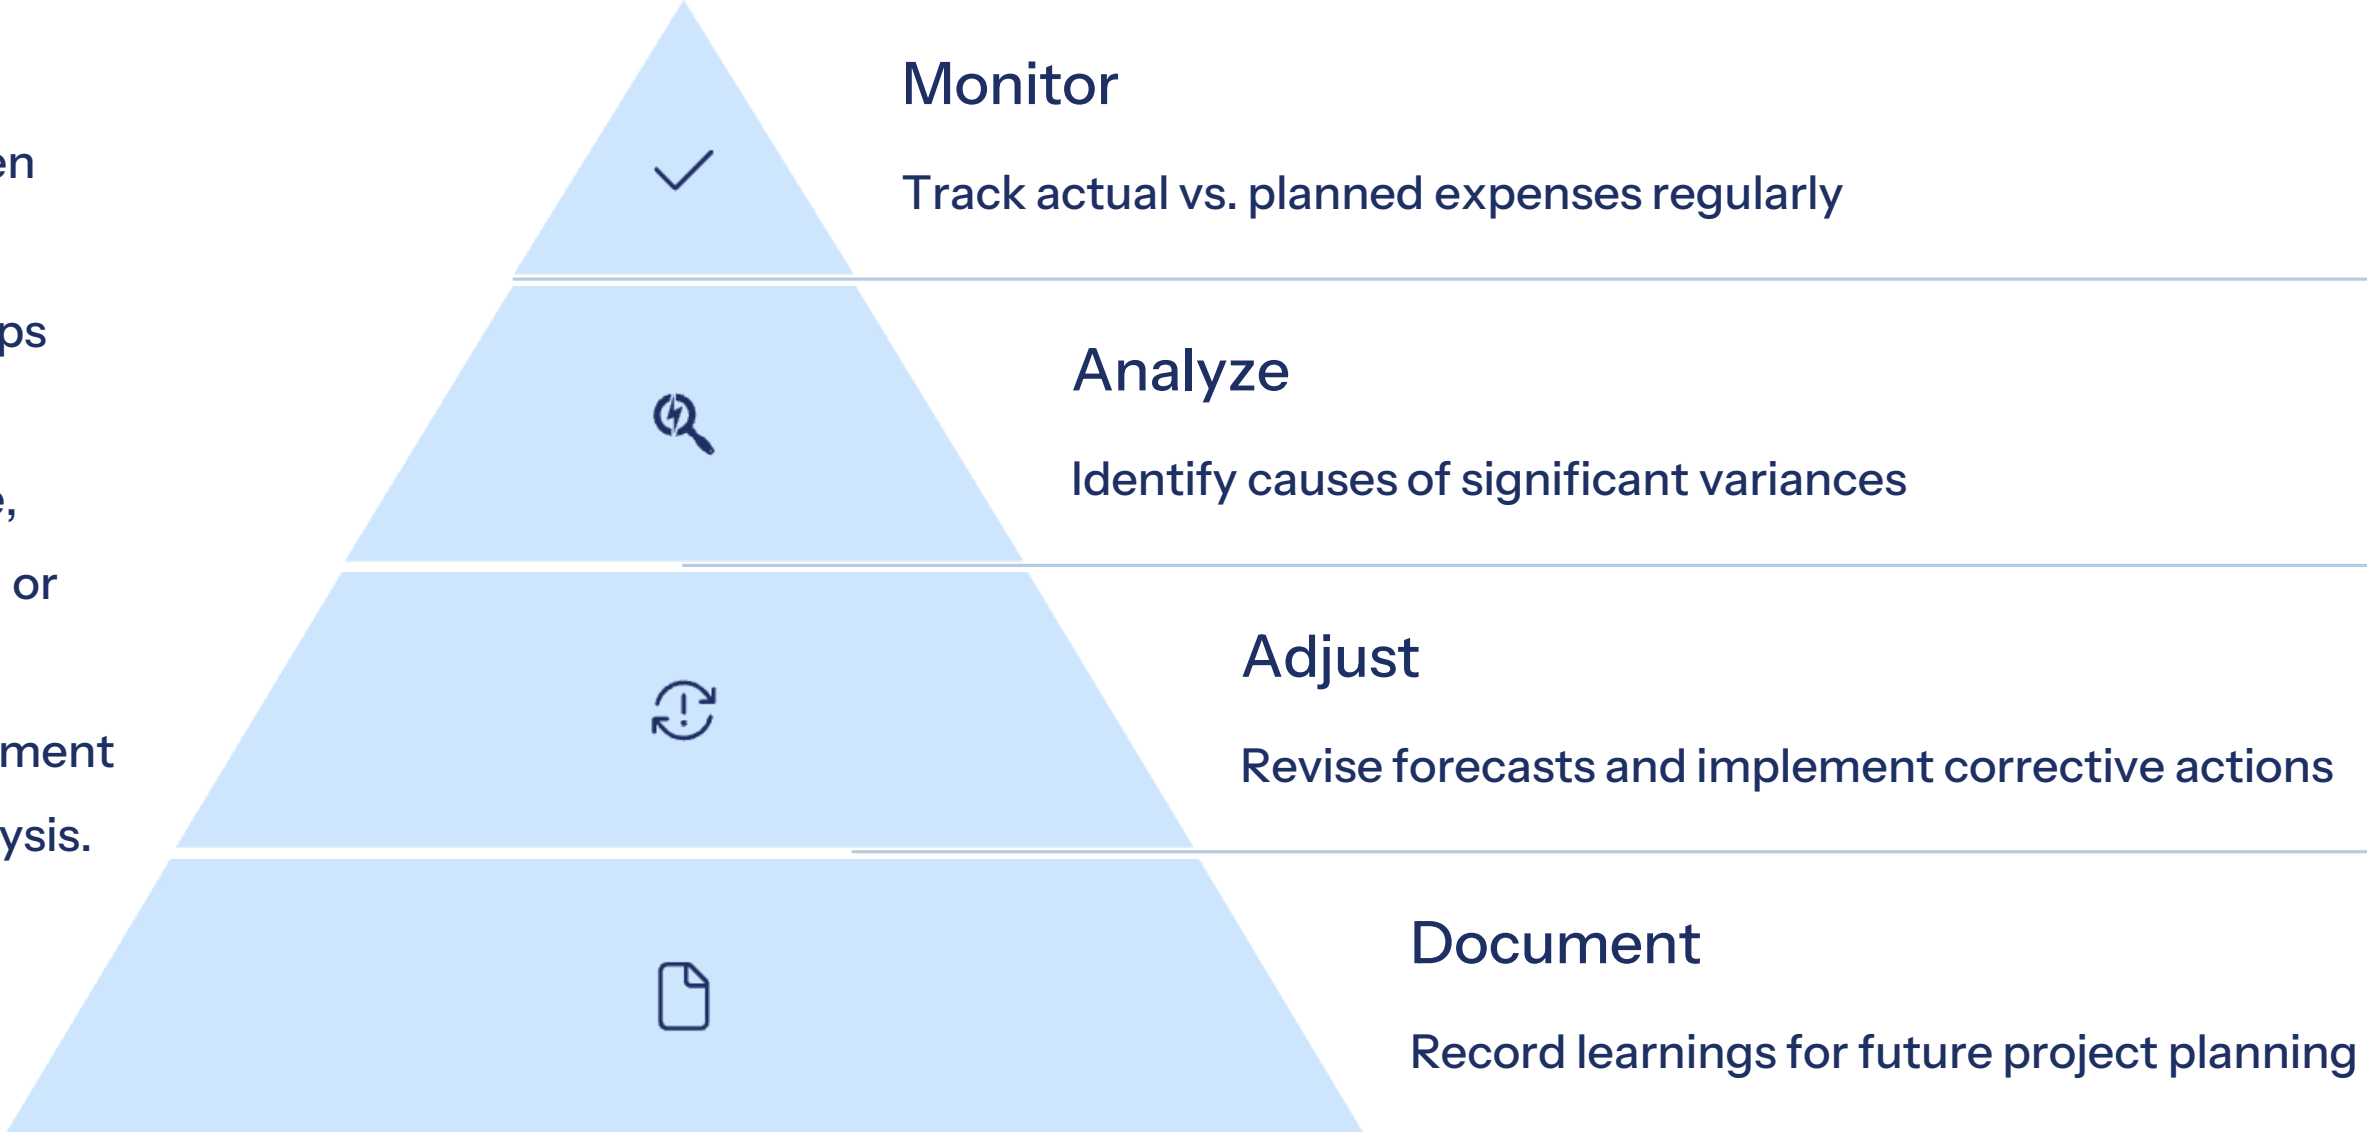 or
Monitor
Track actual vs. planned expenses regularly
Analyze
Identify causes of significant variances
Adjust
Revise forecasts and implement corrective actions
Document
Record learnings for future project planning